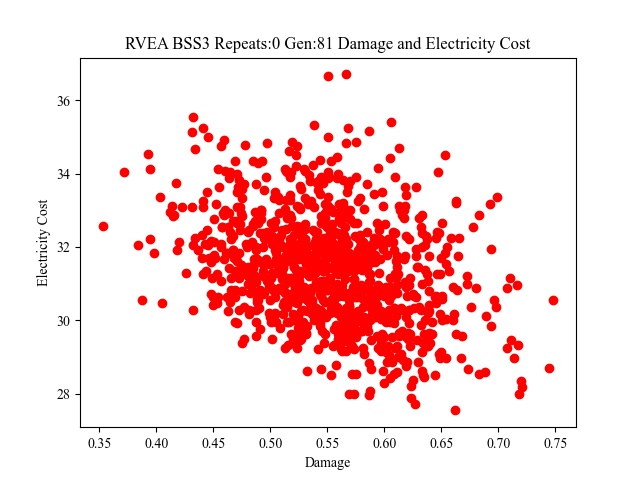 RVEA BSS3 Repeats:0 Gen:81 Damage and Electricity Cost
36
34
32
30
28
Electricity Cost
0.35 0.40 0.45 0.50 0.55 0.60 0.65 0.70 0.75
Damage